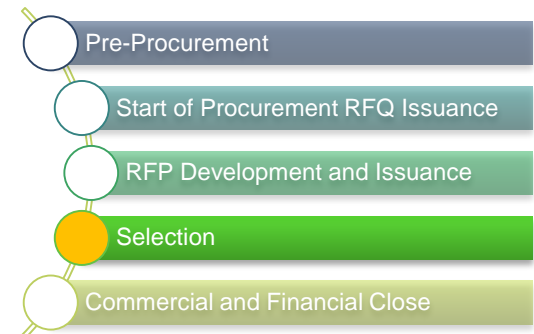 Pre-Procurement
Start of Procurement RFQ Issuance
RFP Development and Issuance
Selection
Commercial and Financial Close